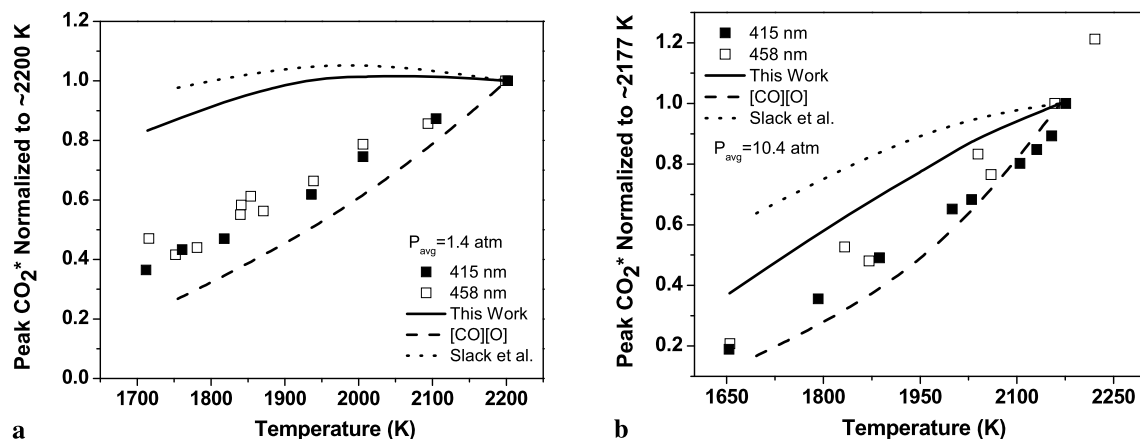 Peak CO2* Normalized to ~2200 K
1.2
1.0
0.8
0.6
0.4
0.2
0.0
Pavg=1.4 atm
415 nm
458 nm
This Work
[CO][O]
Slack et al.
1700 1800 1900 2000 2100 2200
Temperature (K)
a
Peak CO2* Normalized to ~2177 K
1.2
1.0
0.8
0.6
0.4
0.2
415 nm
458 nm
This Work
[CO][O]
Slack et al.
Pavg=10.4 atm
1650 1800 1950 2100 2250
Temperature (K)
b